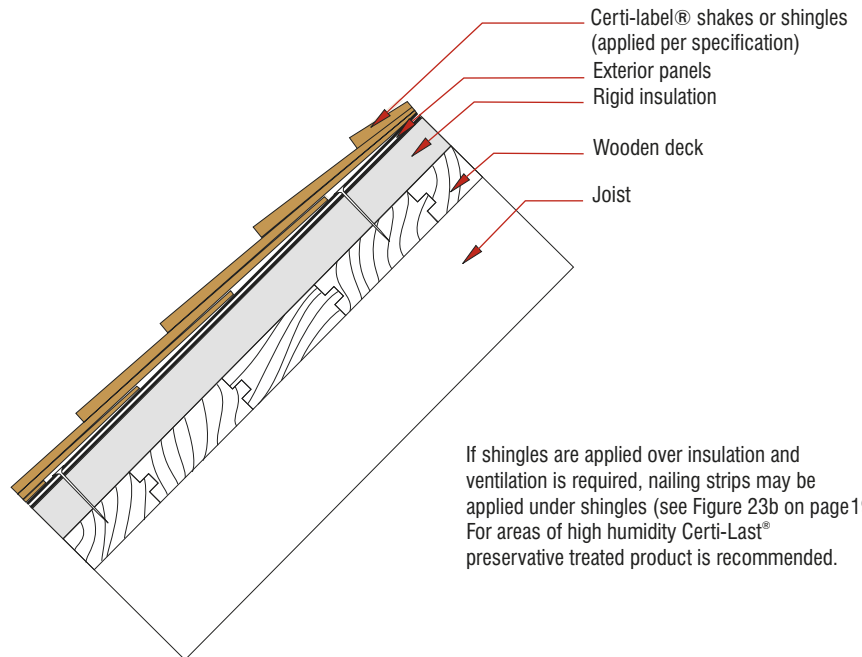 Certi-label® shakes or shingles
(applied per specification)
Exterior panels
Rigid insulation
Wooden deck
Joist
If shingles are applied over insulation and
ventilation is required, nailing strips may be
applied under shingles (see Figure 23b on page
For areas of high humidity Certi-Last®
preservative treated product is recommended.